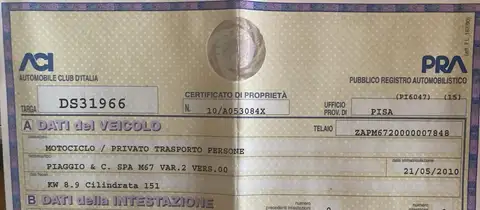 ACI
AUTOMOBILE CLUB D'ITALIA
PRA
PUBBLICO REGISTRO AUTOMOBILISTICO
CERTIFICATO DI PROPRIETÀ
(PI6047) (15)
TARGA DS31966
N. 10/A053084X
UFFICIO PROV. DI PISA
A DATI del VEICOLO
TELAIO ZAPM6720000007848
MOTOCICLO / PRIVATO TRASPORTO PERSONE
PIAGGIO & C. SPA M67 VAR.2 VERS.00
21/05/2010
KW 8.9 Cilindrata 151
B DATI della INTESTAZIONE